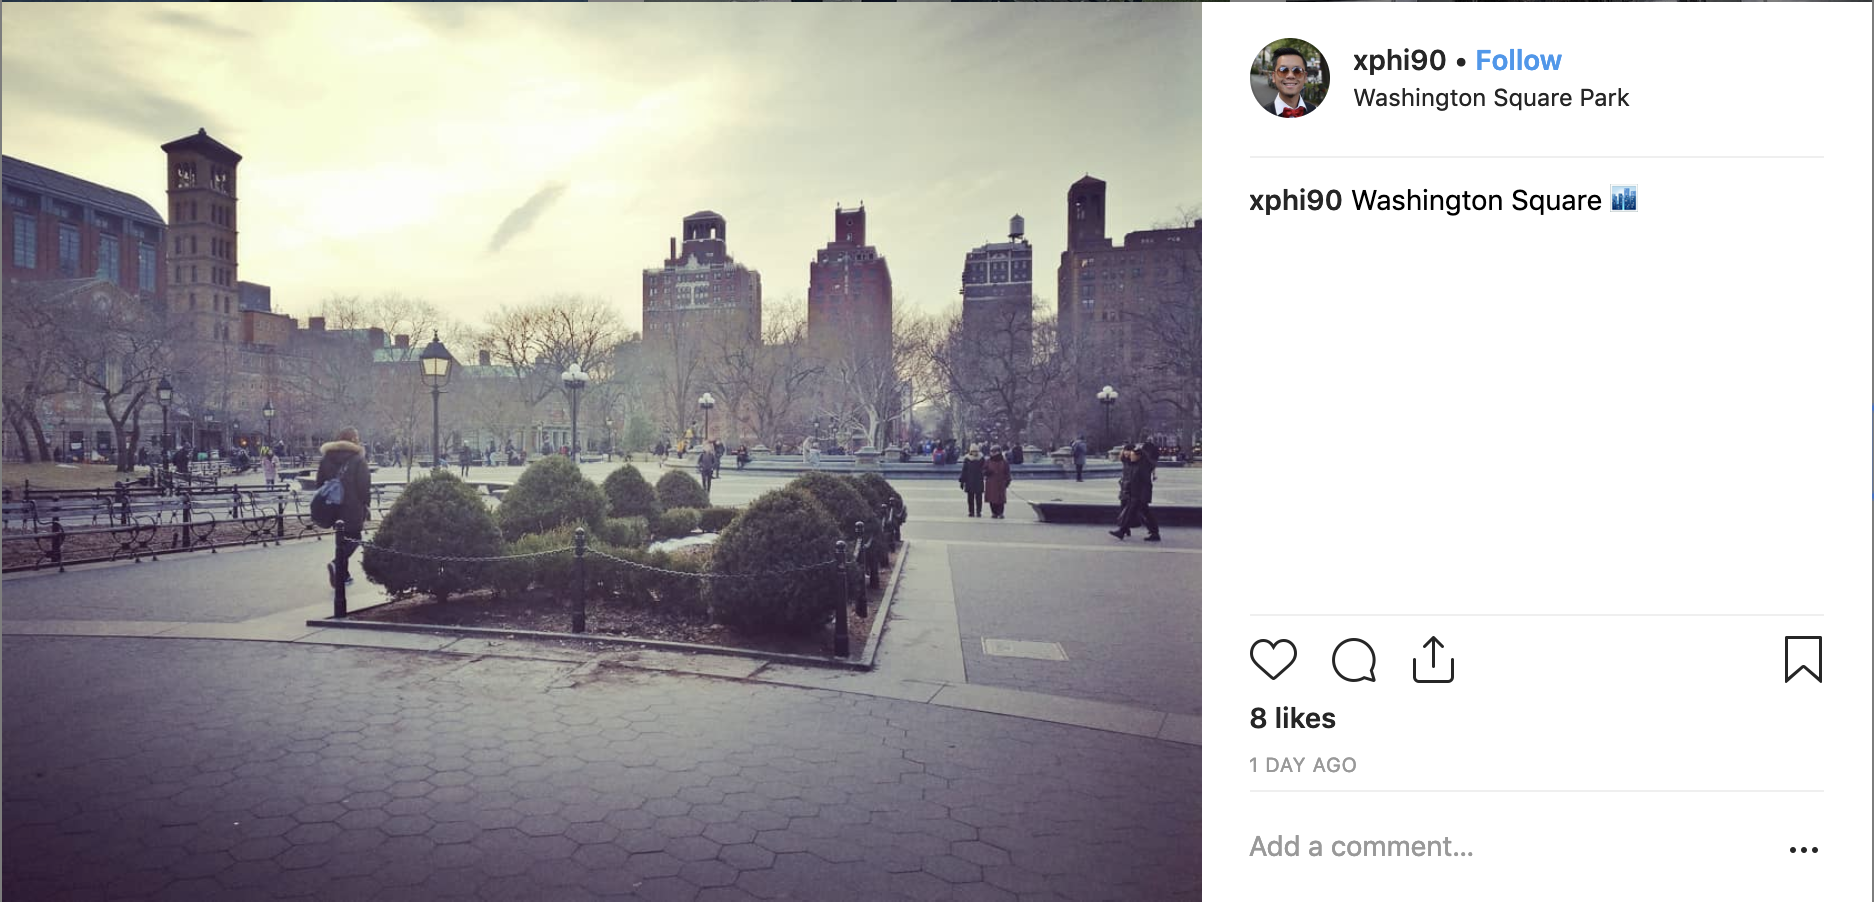 xphi90 • Follow
Washington Square Park
xphi90 Washington Square 🏙️
8 likes
1 DAY AGO
Add a comment...